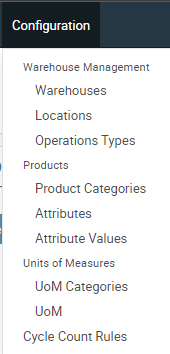 Configuration
Warehouse Management
Warehouses
Locations
Operations Types
Products
Product Categories
Attributes
Attribute Values
Units of Measures
UoM Categories
UoM
Cycle Count Rules